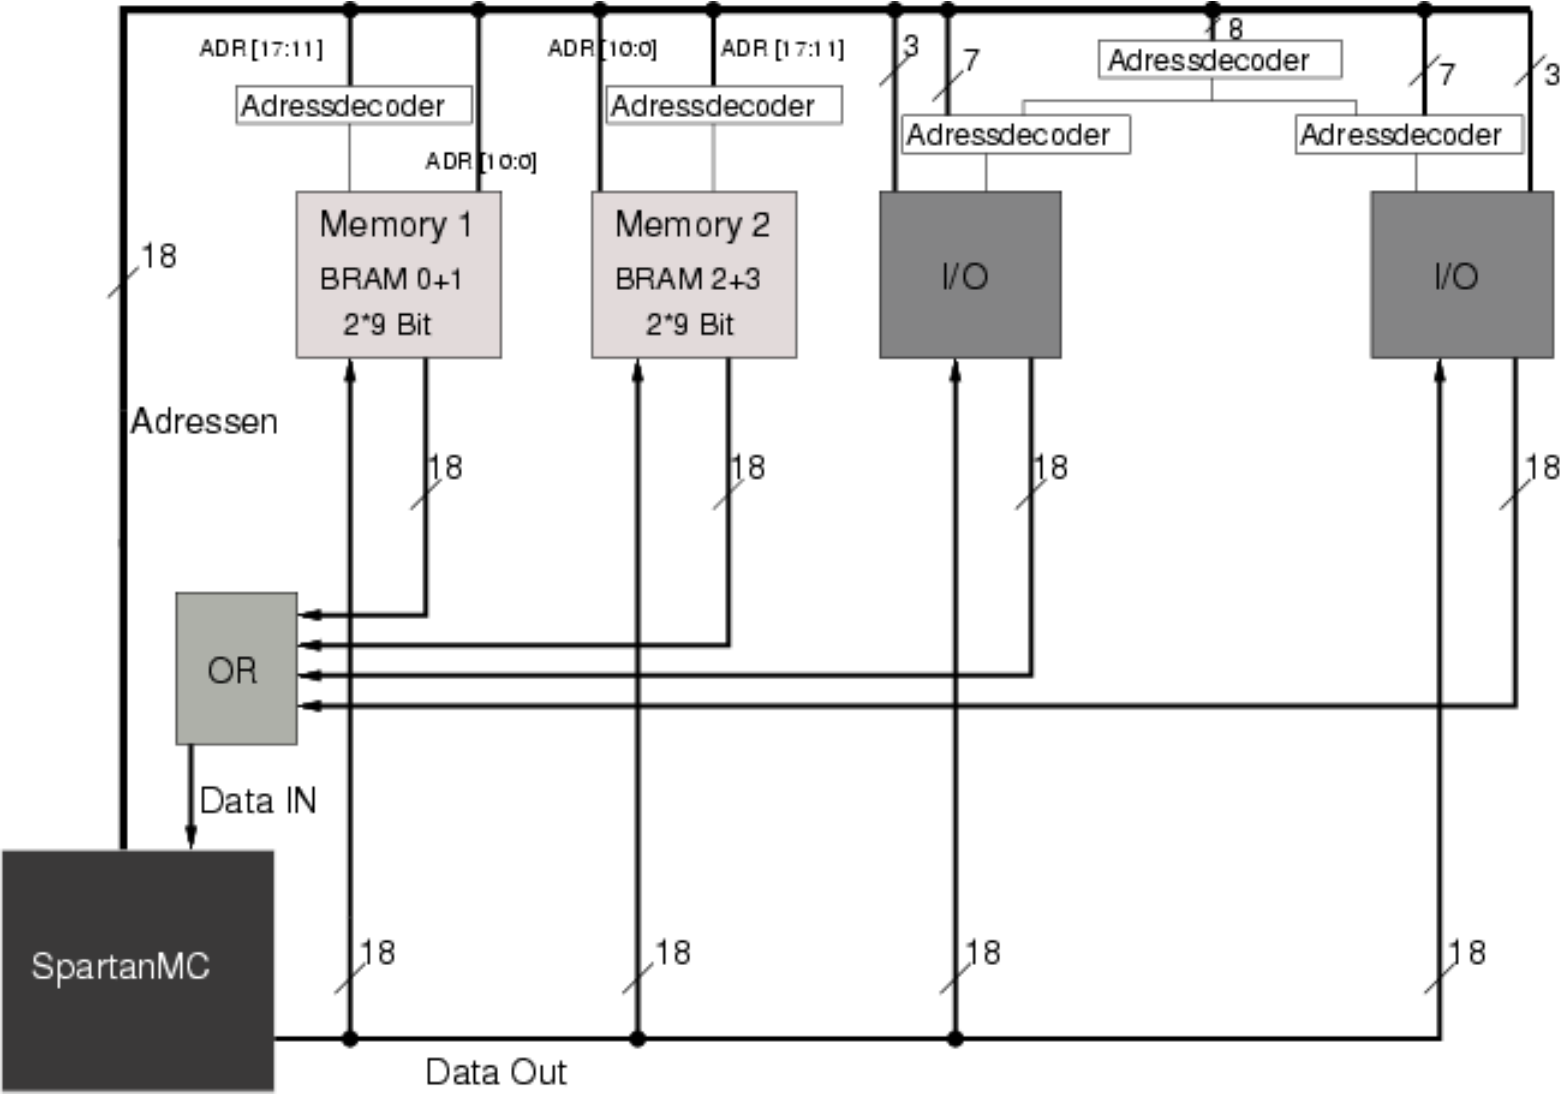 8
ADR [17:11]
ADR [10:0]
ADR [17:11]
3
7
Adressdecoder
7
3
Adressdecoder
Adressdecoder
Adressdecoder
Adressdecoder
ADR [10:0]
Memory 1
BRAM 0+1
2*9 Bit
Memory 2
BRAM 2+3
2*9 Bit
I/O
I/O
18
Adressen
18
18
18
18
OR
Data IN
SpartanMC
18
18
18
18
Data Out